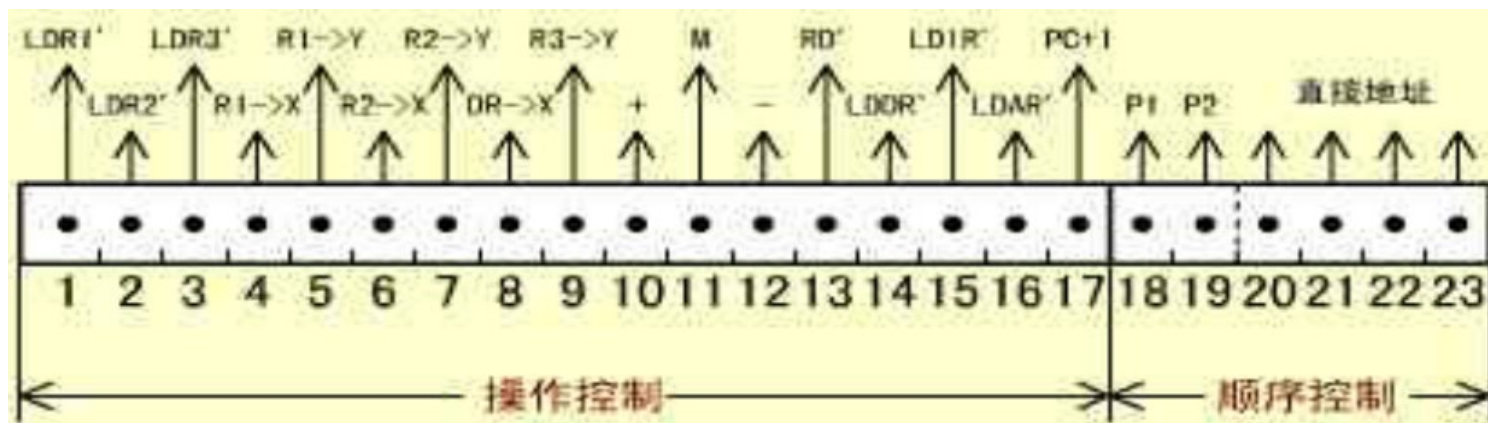 LDR1' LDR3' R1->Y R2->Y R3->Y M RD' LDIR' PC+1
LDR2' R1->X R2->X DR->X + - LDDR' LDAR' P1 P2 直接地址
1 2 3 4 5 6 7 8 9 10 11 12 13 14 15 16 17 18 19 20 21 22 23
操作控制 顺序控制